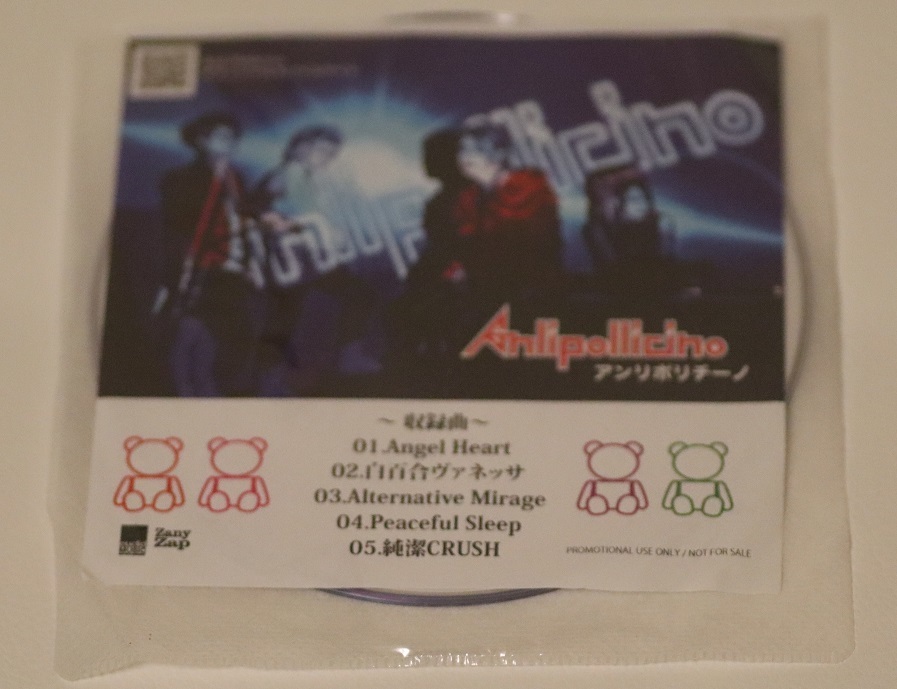 Anlipollicino
Anlipollicino
アンリポリチーノ
～ 収録曲～
01.Angel Heart
02.白百合ヴァネッサ
03.Alternative Mirage
04.Peaceful Sleep
05.純潔CRUSH
Zany
Zap
PROMOTIONAL USE ONLY / NOT FOR SALE